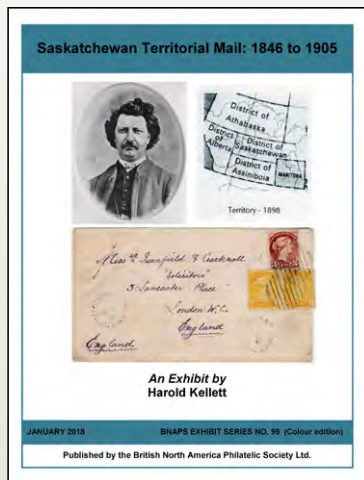 Saskatchewan Territorial Mail: 1846 to 1905
District of
Athabaska
District
of
Alberta
District of
Saskatchewan
District of
Assiniboia
MANITOBA
Territory - 1898
Solicitors
3 Lancaster Place
London W.C.
England
England
An Exhibit by
Harold Kellett
JANUARY 2018 BNAPS EXHIBIT SERIES NO. 99 (Colour edition)
Published by the British North America Philatelic Society Ltd.